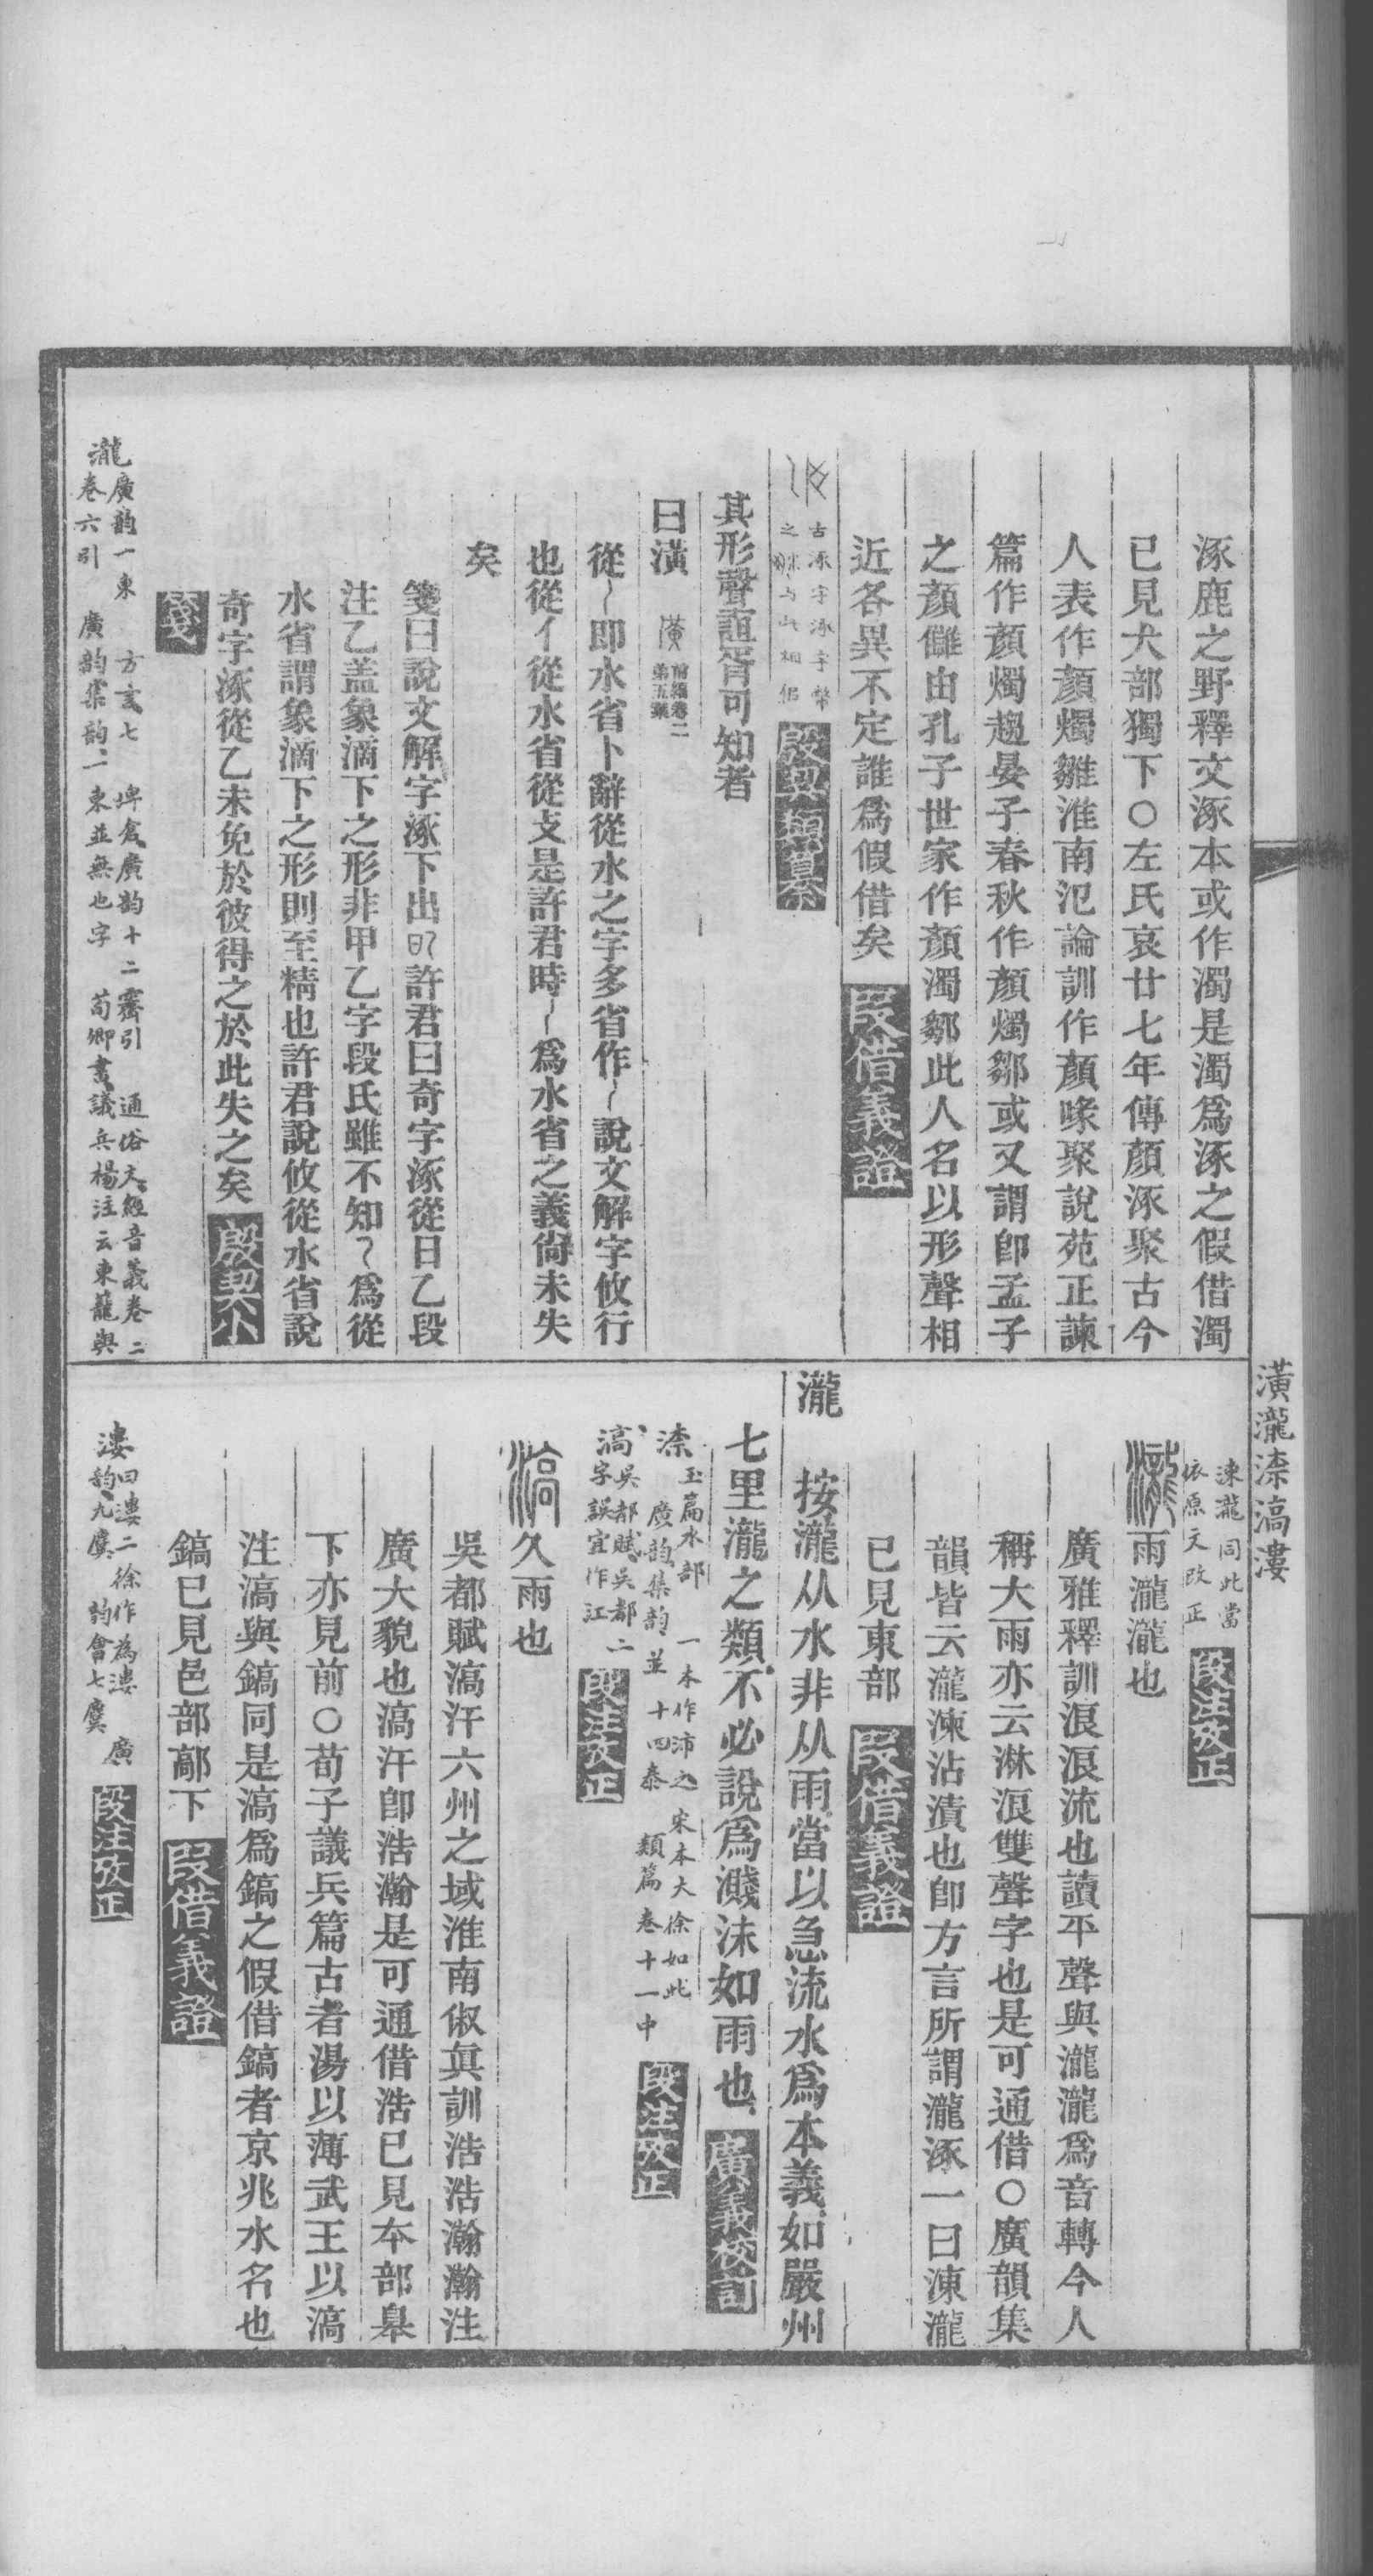 潢瀧渿滈漊
涿鹿之野釋文涿本或作濁是濁爲涿之假借濁
已見犬部獨下○左氏哀廿七年傳顏涿聚古今
人表作顏燭雛淮南氾論訓作顏喙聚說苑正諫
篇作顏燭趨晏子春秋作顏燭鄒或又謂卽孟子
之顏讎由孔子世家作顏濁鄒此人名以形聲相
近各異不定誰爲假借矣 段借義證
古涿字涿字幣
之 與此相似 殷契類纂
其形聲誼胥可知者
曰潢 前編卷二
第五葉
從〜卽水省卜辭從水之字多省作〜說文解字攸行
也從亻從水省從攴是許君時〜爲水省之義尙未失
矣
箋曰說文解字涿下出 許君曰奇字涿從日乙段
注乙蓋象滴下之形非甲乙字段氏雖不知〜爲從
水省謂象滴下之形則至精也許君說攸從水省說
奇字涿從乙未免於彼得之於此失之矣 殷契卜
箋
瀧 廣韵一東 方言七 埤倉廣韵十二霽引 通俗文經音義卷二
卷六引 廣韵集韵一東並無也字 荀卿書議兵楊注云東籠與
涷瀧同此當
依原文改正 段注攷正
瀧 雨瀧瀧也
廣雅釋訓浪浪流也讀平聲與瀧瀧爲音轉今人
稱大雨亦云淋浪雙聲字也是可通借○廣韻集
韻皆云瀧涷沾漬也卽方言所謂瀧涿一曰涷瀧
已見東部 段借義證
瀧 按瀧从水非从雨當以急流水爲本義如嚴州
七里瀧之類不必說爲濺沫如雨也 廣義校訂
渿 玉篇水部 一本作沛之 宋本大徐如此
廣韵集韵並十四泰 類篇卷十一中 段注攷正
滈 吳都賦吳都二
字誤宜作江 段注攷正
滈 久雨也
吳都賦滈汗六州之域淮南俶眞訓浩浩瀚瀚注
廣大貌也滈汗卽浩瀚是可通借浩已見本部皋
下亦見前○荀子議兵篇古者湯以薄武王以滈
注滈與鎬同是滈爲鎬之假借鎬者京兆水名也
鎬已見邑部鄗下 段借義證
漊 曰漊二徐作爲漊 廣
韵九麌 韵會七麌 段注攷正